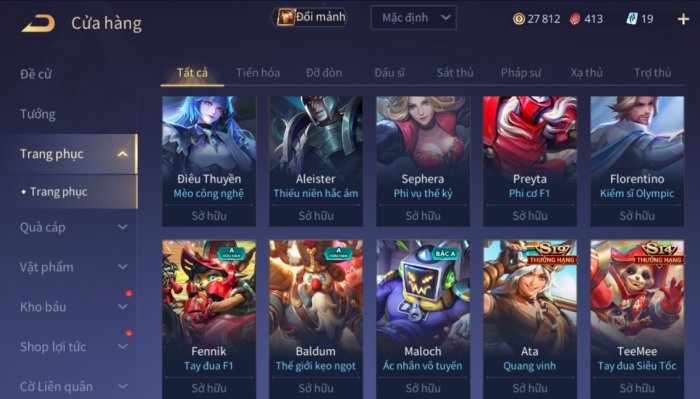 Cửa hàng
Đổi mảnh
Mặc định
27 812
413
19
Đề cử
Tướng
Trang phục
Trang phục
Quà cáp
Vật phẩm
Kho báu
Shop lợi tức
Cờ Liên quân
Tất cả
Tiến hóa
Đỡ đòn
Đấu sĩ
Sát thủ
Pháp sư
Xạ thủ
Trợ thủ
Điêu Thuyền
Mèo công nghệ
Sở hữu
Aleister
Thiếu niên hắc ám
Sở hữu
Sephera
Phi vụ thế kỷ
Sở hữu
Preyta
Phi cơ F1
Sở hữu
Florentino
Kiếm sĩ Olympic
Sở hữu
A
HỮU HẠN
Fennik
Tay đua F1
Sở hữu
A
HỮU HẠN
Baldum
Thế giới kẹo ngọt
Sở hữu
BẬC A
Maloch
Ác nhân vô tuyến
Sở hữu
S19
THƯỞNG HẠNG
Ata
Quang vinh
Sở hữu
S14
THƯỞNG HẠNG
TeeMee
Tay đua Siêu Tốc
Sở hữu